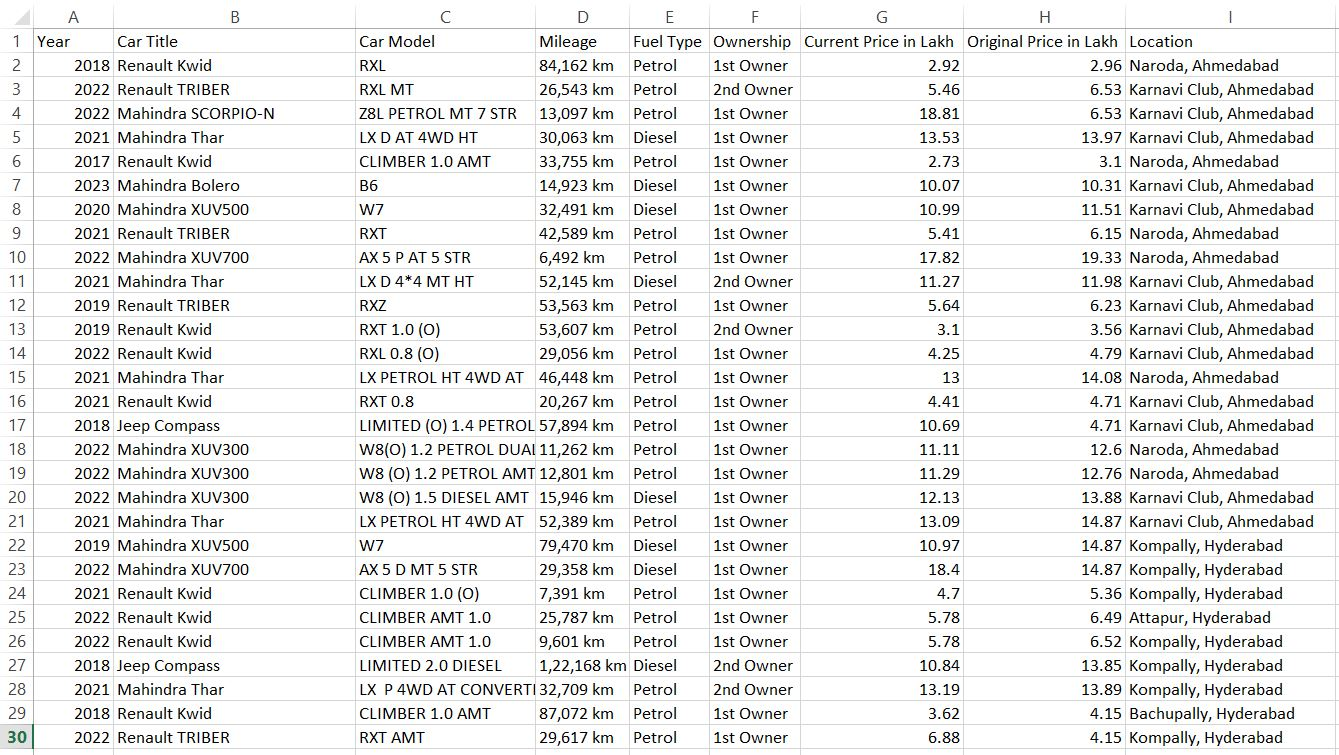 A B C D E F G H I
1 Year Car Title Car Model Mileage Fuel Type Ownership Current Price in Lakh Original Price in Lakh Location
2 2018 Renault Kwid RXL 84,162 km Petrol 1st Owner 2.92 2.96 Naroda, Ahmedabad
3 2022 Renault TRIBER RXL MT 26,543 km Petrol 2nd Owner 5.46 6.53 Karnavi Club, Ahmedabad
4 2022 Mahindra SCORPIO-N Z8L PETROL MT 7 STR 13,097 km Petrol 1st Owner 18.81 6.53 Karnavi Club, Ahmedabad
5 2021 Mahindra Thar LX D AT 4WD HT 30,063 km Diesel 1st Owner 13.53 13.97 Karnavi Club, Ahmedabad
6 2017 Renault Kwid CLIMBER 1.0 AMT 33,755 km Petrol 1st Owner 2.73 3.1 Naroda, Ahmedabad
7 2023 Mahindra Bolero B6 14,923 km Diesel 1st Owner 10.07 10.31 Karnavi Club, Ahmedabad
8 2020 Mahindra XUV500 W7 32,491 km Diesel 1st Owner 10.99 11.51 Karnavi Club, Ahmedabad
9 2021 Renault TRIBER RXT 42,589 km Petrol 1st Owner 5.41 6.15 Naroda, Ahmedabad
10 2022 Mahindra XUV700 AX 5 P AT 5 STR 6,492 km Petrol 1st Owner 17.82 19.33 Naroda, Ahmedabad
11 2021 Mahindra Thar LX D 4*4 MT HT 52,145 km Diesel 2nd Owner 11.27 11.98 Karnavi Club, Ahmedabad
12 2019 Renault TRIBER RXZ 53,563 km Petrol 1st Owner 5.64 6.23 Karnavi Club, Ahmedabad
13 2019 Renault Kwid RXT 1.0 (O) 53,607 km Petrol 2nd Owner 3.1 3.56 Karnavi Club, Ahmedabad
14 2022 Renault Kwid RXL 0.8 (O) 29,056 km Petrol 1st Owner 4.25 4.79 Karnavi Club, Ahmedabad
15 2021 Mahindra Thar LX PETROL HT 4WD AT 46,448 km Petrol 1st Owner 13 14.08 Naroda, Ahmedabad
16 2021 Renault Kwid RXT 0.8 20,267 km Petrol 1st Owner 4.41 4.71 Karnavi Club, Ahmedabad
17 2018 Jeep Compass LIMITED (O) 1.4 PETROL 57,894 km Petrol 1st Owner 10.69 4.71 Karnavi Club, Ahmedabad
18 2022 Mahindra XUV300 W8(O) 1.2 PETROL DUAL 11,262 km Petrol 1st Owner 11.11 12.6 Naroda, Ahmedabad
19 2022 Mahindra XUV300 W8 (O) 1.2 PETROL AMT 12,801 km Petrol 1st Owner 11.29 12.76 Naroda, Ahmedabad
20 2022 Mahindra XUV300 W8 (O) 1.5 DIESEL AMT 15,946 km Diesel 1st Owner 12.13 13.88 Karnavi Club, Ahmedabad
21 2021 Mahindra Thar LX PETROL HT 4WD AT 52,389 km Petrol 1st Owner 13.09 14.87 Karnavi Club, Ahmedabad
22 2019 Mahindra XUV500 W7 79,470 km Diesel 1st Owner 10.97 14.87 Kompally, Hyderabad
23 2022 Mahindra XUV700 AX 5 D MT 5 STR 29,358 km Diesel 1st Owner 18.4 14.87 Kompally, Hyderabad
24 2021 Renault Kwid CLIMBER 1.0 (O) 7,391 km Petrol 1st Owner 4.7 5.36 Kompally, Hyderabad
25 2022 Renault Kwid CLIMBER AMT 1.0 25,787 km Petrol 1st Owner 5.78 6.49 Attapur, Hyderabad
26 2022 Renault Kwid CLIMBER AMT 1.0 9,601 km Petrol 1st Owner 5.78 6.52 Kompally, Hyderabad
27 2018 Jeep Compass LIMITED 2.0 DIESEL 1,22,168 km Diesel 2nd Owner 10.84 13.85 Kompally, Hyderabad
28 2021 Mahindra Thar LX P 4WD AT CONVERTI 32,709 km Petrol 2nd Owner 13.19 13.89 Kompally, Hyderabad
29 2018 Renault Kwid CLIMBER 1.0 AMT 87,072 km Petrol 1st Owner 3.62 4.15 Bachupally, Hyderabad
30 2022 Renault TRIBER RXT AMT 29,617 km Petrol 1st Owner 6.88 4.15 Kompally, Hyderabad